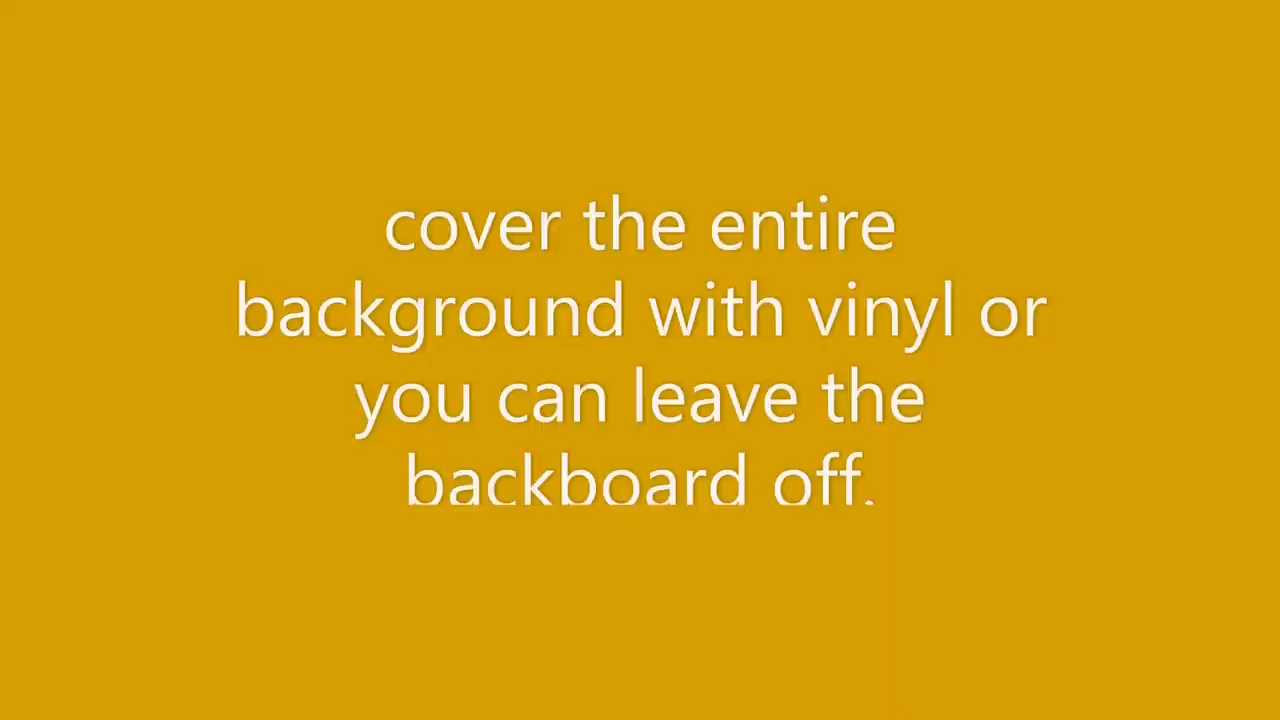 cover the entire
background with vinyl or
you can leave the
backboard off.